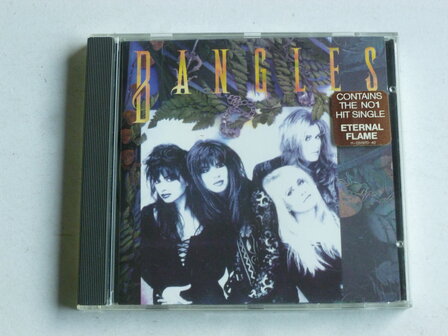 BANGLES
CONTAINS
THE NO1
HIT SINGLE
ETERNAL
FLAME